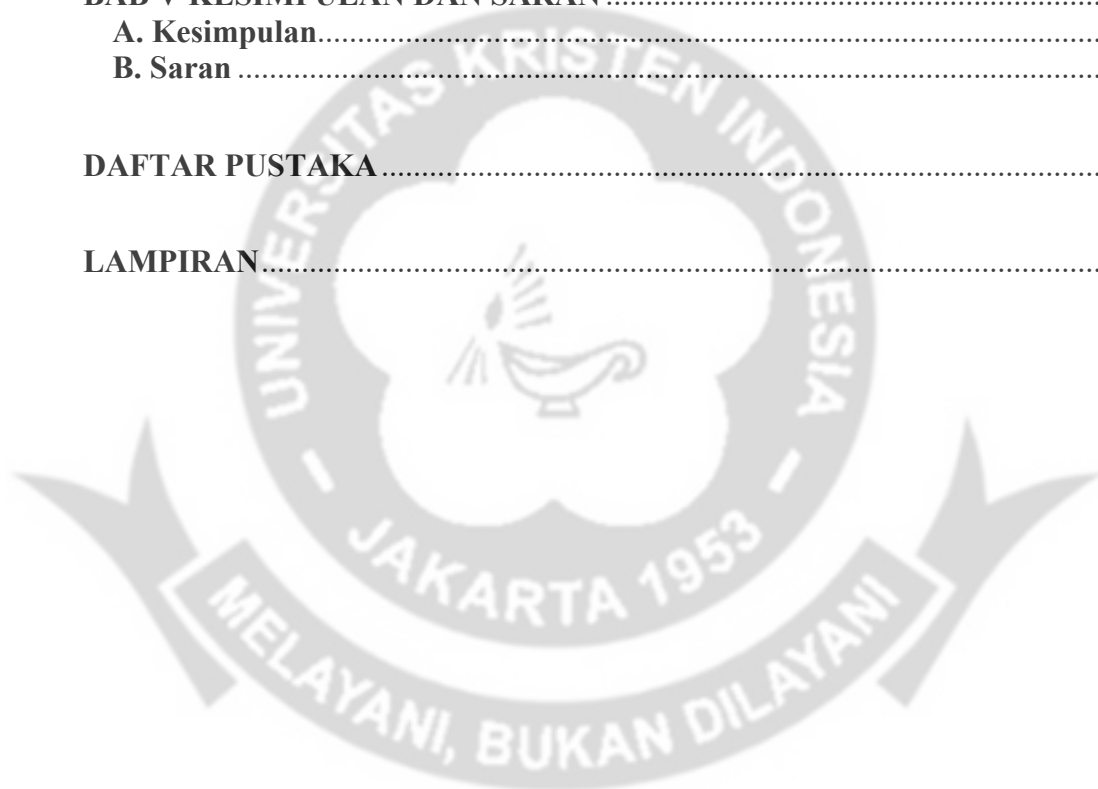 BAB V KESIMPULAN DAN SARAN
A. Kesimpulan
B. Saran
DAFTAR PUSTAKA
LAMPIRAN
UNIVERSITAS KRISTEN INDONESIA
- JAKARTA 1953 -
MELAYANI, BUKAN DILAYANI